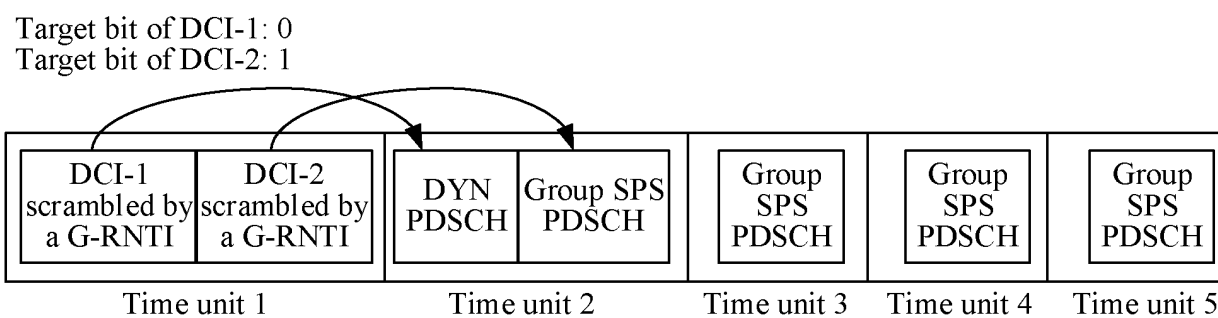 Target bit of DCI-1: 0
Target bit of DCI-2: 1
DCI-1
scrambled by
a G-RNTI
DCI-2
scrambled by
a G-RNTI
DYN
PDSCH
Group SPS
PDSCH
Group
SPS
PDSCH
Group
SPS
PDSCH
Group
SPS
PDSCH
Time unit 1
Time unit 2
Time unit 3
Time unit 4
Time unit 5